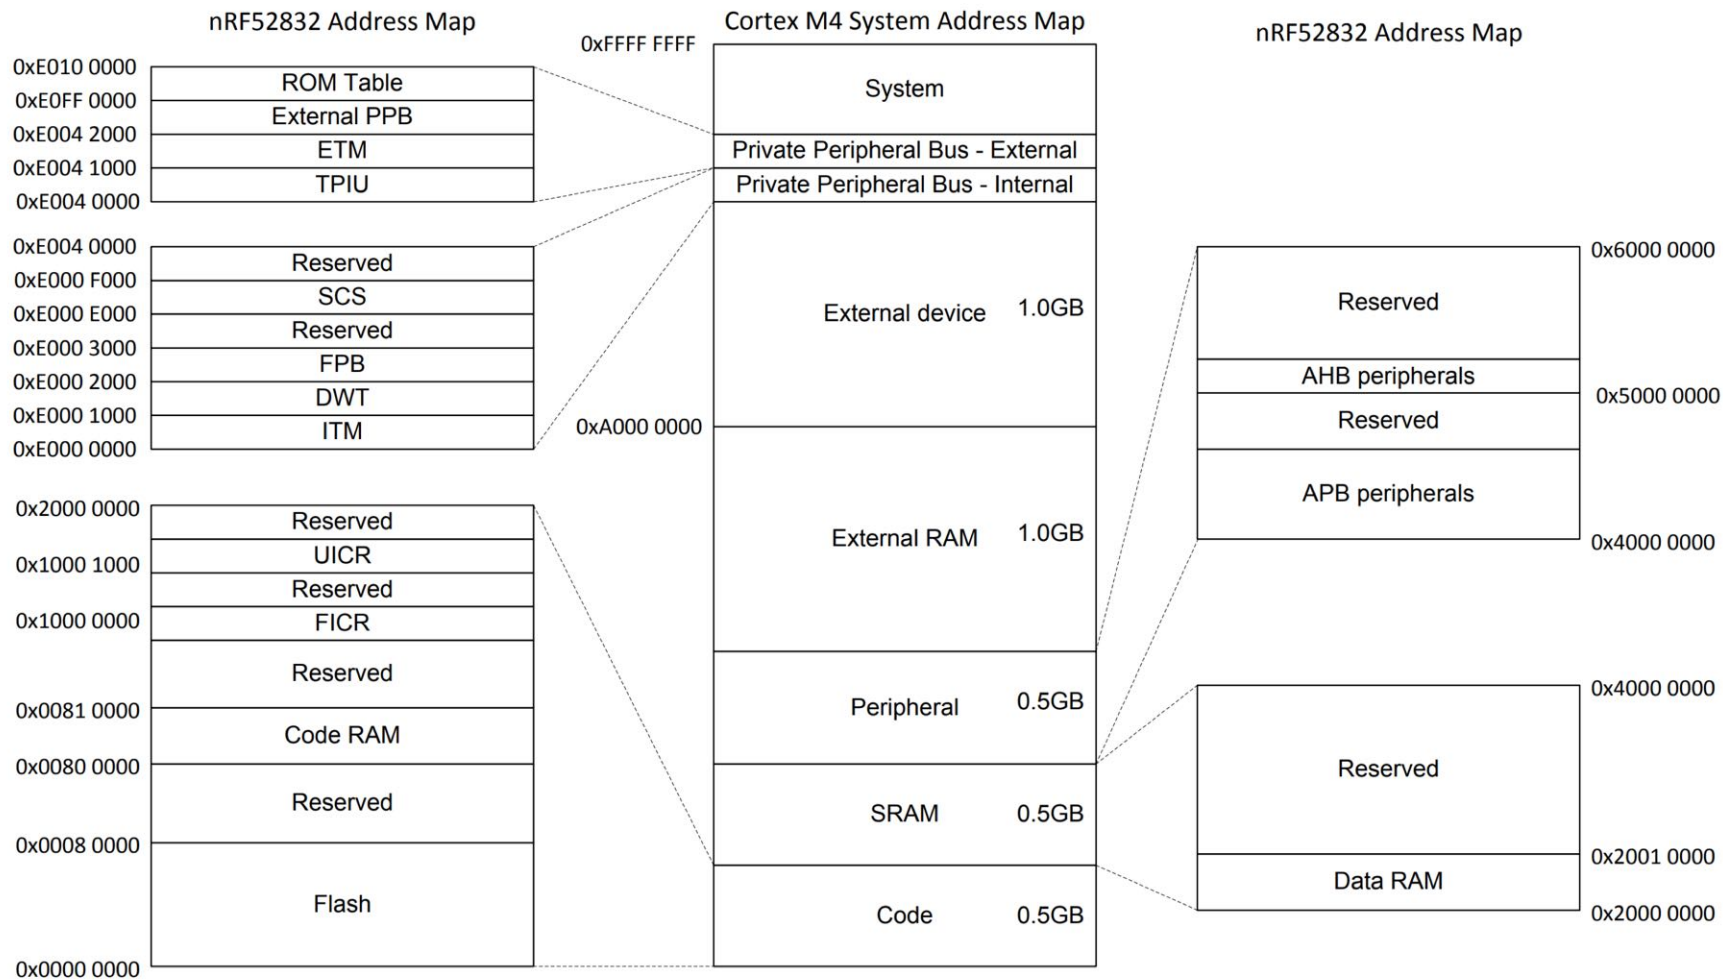 nRF52832 Address Map
0xE010 0000
ROM Table
0xE0FF 0000
External PPB
0xE004 2000
ETM
0xE004 1000
TPIU
0xE004 0000
0xE004 0000
Reserved
0xE000 F000
SCS
0xE000 E000
Reserved
0xE000 3000
FPB
0xE000 2000
DWT
0xE000 1000
ITM
0xE000 0000
0x2000 0000
Reserved
UICR
0x1000 1000
Reserved
FICR
0x1000 0000
Reserved
0x0081 0000
Code RAM
0x0080 0000
Reserved
0x0008 0000
Flash
0x0000 0000
Cortex M4 System Address Map
0xFFFF FFFF
System
Private Peripheral Bus - External
Private Peripheral Bus - Internal
External device 1.0GB
0xA000 0000
External RAM 1.0GB
Peripheral 0.5GB
SRAM 0.5GB
Code 0.5GB
nRF52832 Address Map
0x6000 0000
Reserved
AHB peripherals
0x5000 0000
Reserved
APB peripherals
0x4000 0000
0x4000 0000
Reserved
0x2001 0000
Data RAM
0x2000 0000